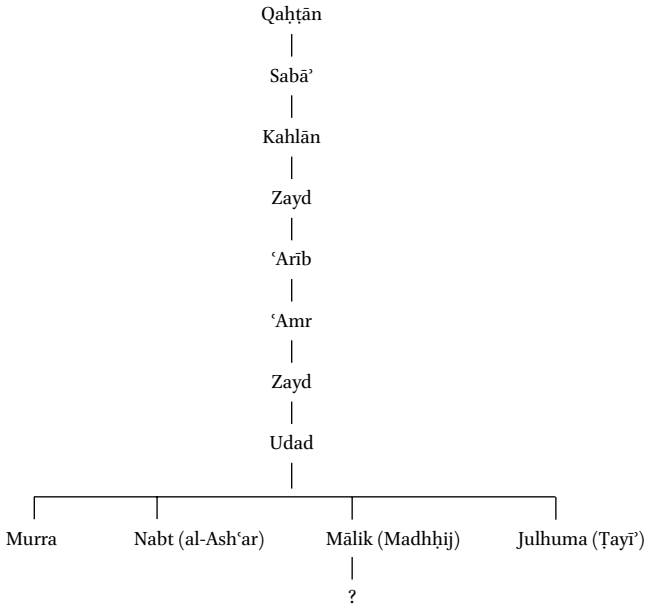 Qaḥṭān
Sabāʾ
Kahlān
Zayd
ʿArīb
ʿAmr
Zayd
Udad
Murra Nabt (al-Ashʿar) Mālik (Madhḥij) Julhuma (Ṭayīʾ)
?